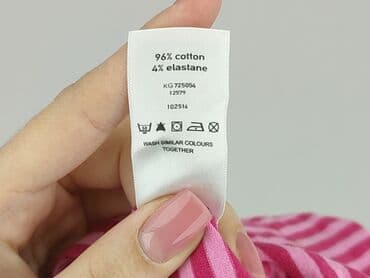 96% cotton
4% elastane
KG 725056
12979
102514
WASH SIMILAR COLOURS
TOGETHER